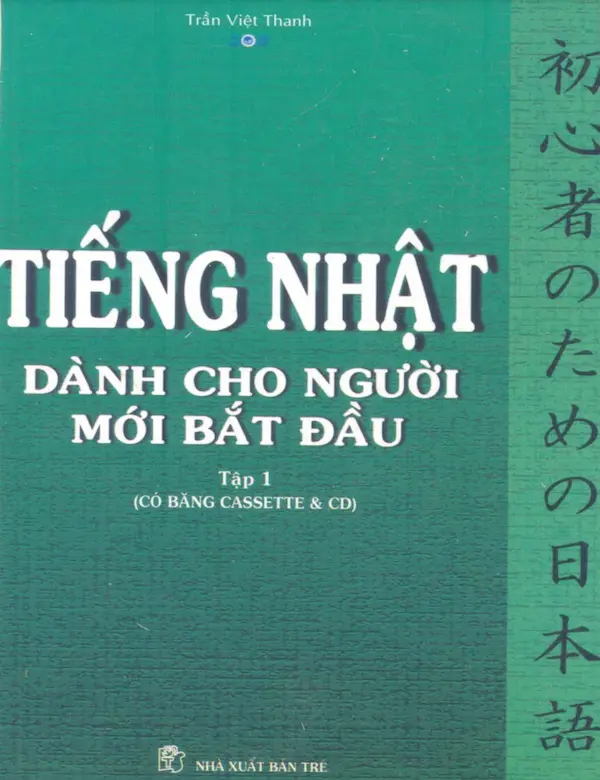 Trần Việt Thanh
TIẾNG NHẬT
DÀNH CHO NGƯỜI
MỚI BẮT ĐẦU
Tập 1
(CÓ BĂNG CASSETTE & CD)
NHÀ XUẤT BẢN TRẺ
初心者のための日本語